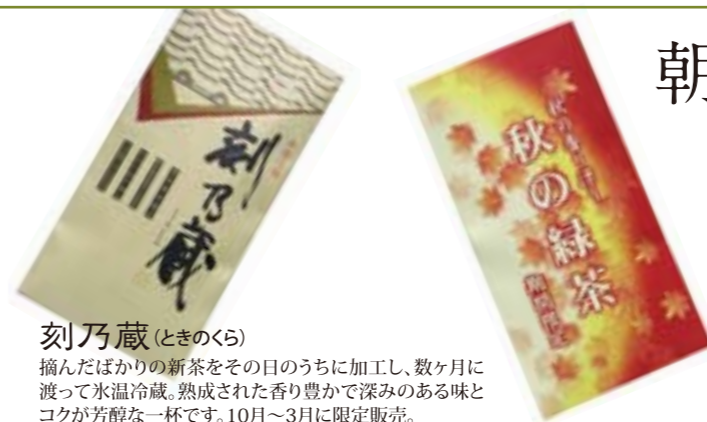 朝
刻乃蔵
秋の緑茶
期間限定
刻乃蔵(ときのくら)
摘んだばかりの新茶をその日のうちに加工し、数ヶ月に
渡って氷温冷蔵。熟成された香り豊かで深みのある味と
コクが芳醇な一杯です。10月～3月に限定販売。